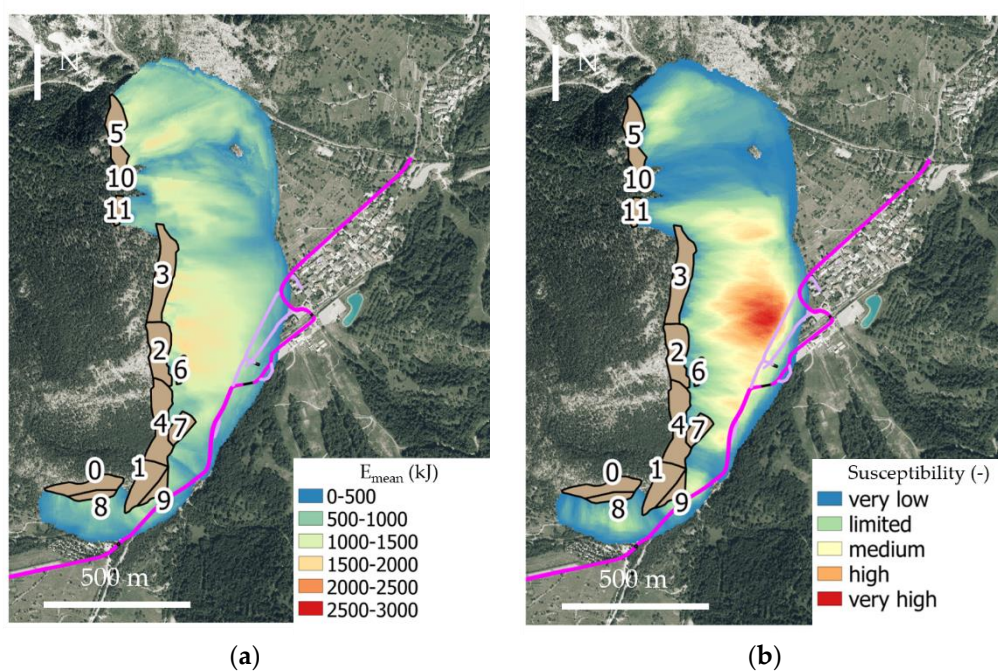 N
5
10
11
3
2
6
4
7
0
1
8
9
500 m
E_mean (kJ)
0-500
500-1000
1000-1500
1500-2000
2000-2500
2500-3000
(a)
N
5
10
11
3
2
6
4
7
0
1
8
9
500 m
Susceptibility (-)
very low
limited
medium
high
very high
(b)